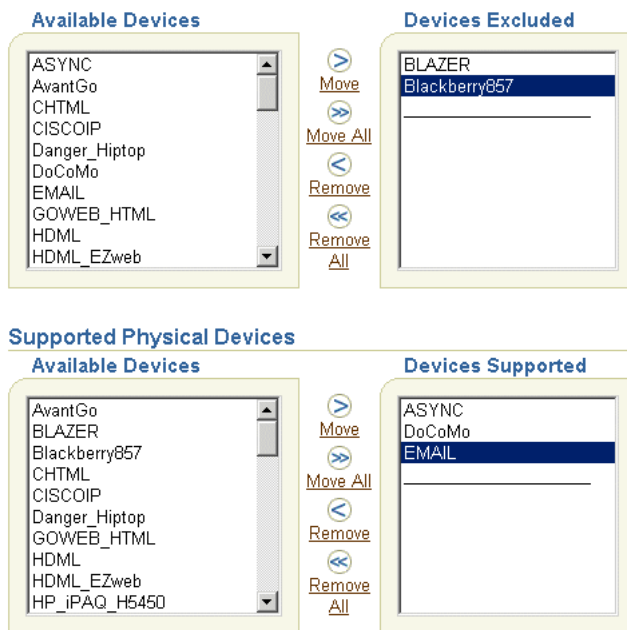 Available Devices
Devices Excluded
ASYNC
AvantGo
CHTML
CISCOIP
Danger_Hiptop
DoCoMo
EMAIL
GOWEB_HTML
HDML
HDML_EZweb
>
Move
>>
Move All
<
Remove
<<
Remove
All
BLAZER
Blackberry857
Supported Physical Devices
Available Devices
Devices Supported
AvantGo
BLAZER
Blackberry857
CHTML
CISCOIP
Danger_Hiptop
GOWEB_HTML
HDML
HDML_EZweb
HP_iPAQ_H5450
>
Move
>>
Move All
<
Remove
<<
Remove
All
ASYNC
DoCoMo
EMAIL